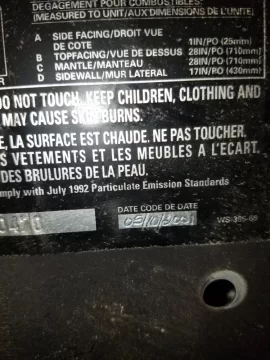 DEGAGEMENT POUR COMBUSTIBLES:
(MEASURED TO UNIT/AUX DIMENSIONS DE L'UNITE)
A SIDE FACING/DROIT VUE
DE COTE 1IN/PO (25mm)
B TOPFACING/VUE DE DESSUS 28IN/PO (710mm)
C MANTLE/MANTEAU 28IN/PO (710mm)
D SIDEWALL/MUR LATERAL 17IN/PO (430mm)
DO NOT TOUCH. KEEP CHILDREN, CLOTHING AND
MAY CAUSE SKIN BURNS.
E, LA SURFACE EST CHAUDE. NE PAS TOUCHER.
S VETEMENTS ET LES MEUBLES A L'ECART.
DES BRULURES DE LA PEAU.
mply with July 1992 Particulate Emission Standards
DATE CODE DE DATE